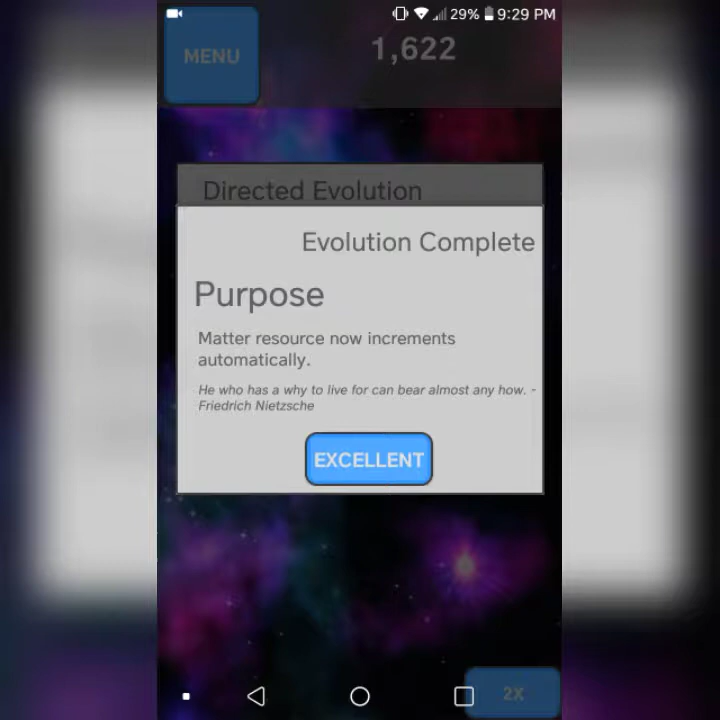 29% 9:29 PM
MENU
1,622
Directed Evolution
Evolution Complete
Purpose
Matter resource now increments
automatically.
He who has a why to live for can bear almost any how. -
Friedrich Nietzsche
EXCELLENT
2X